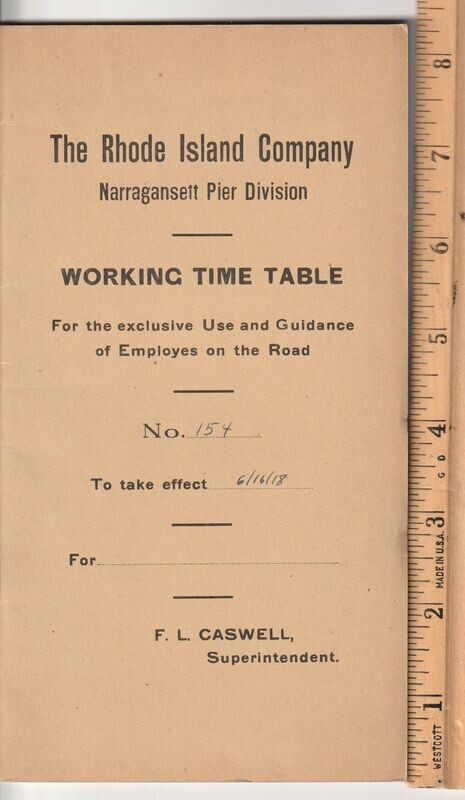 The Rhode Island Company
Narragansett Pier Division
WORKING TIME TABLE
For the exclusive Use and Guidance
of Employes on the Road
No. 154
To take effect 6/16/18
For
F. L. CASWELL,
Superintendent.
8
7
6
5
4
G D
3
MADE IN U.S.A.
2
1
WESTCOTT